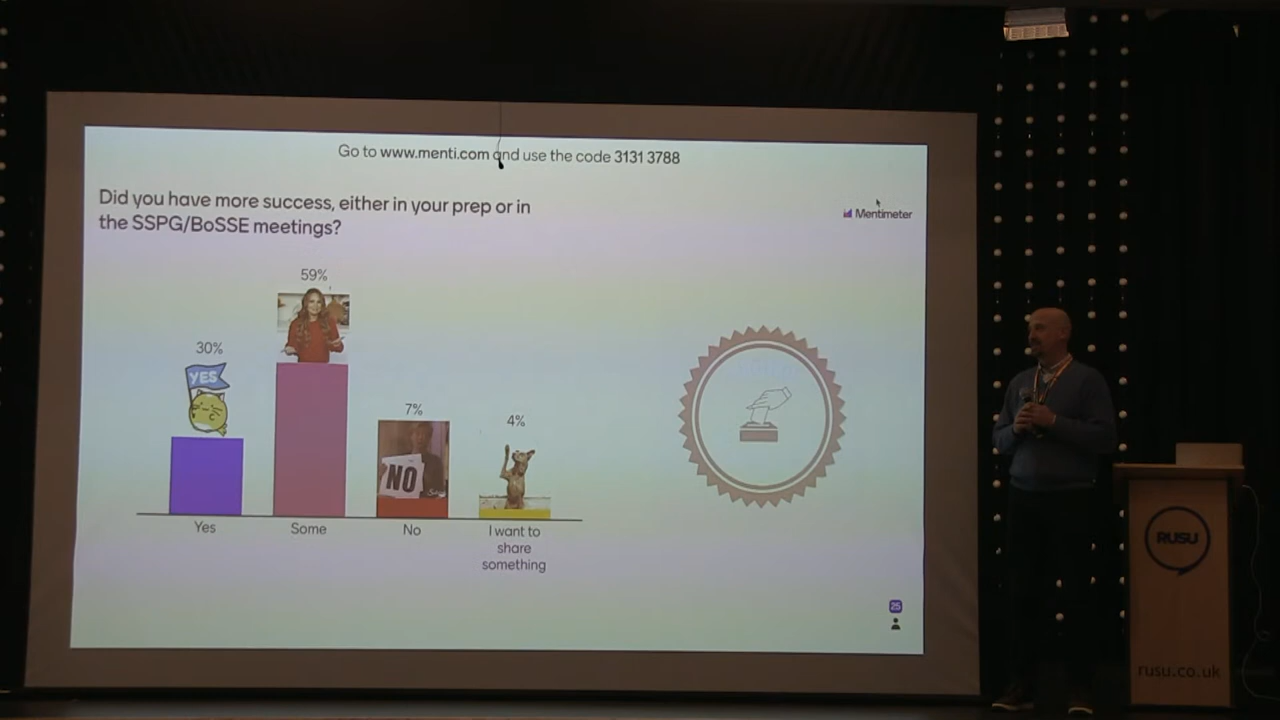 Go to www.menti.com and use the code 3131 3788
Did you have more success, either in your prep or in
the SSPG/BoSSE meetings?
Mentimeter
59%
30%
YES
7%
4%
NO
Yes
Some
No
I want to
share
something
25
RUSU
rusu.co.uk